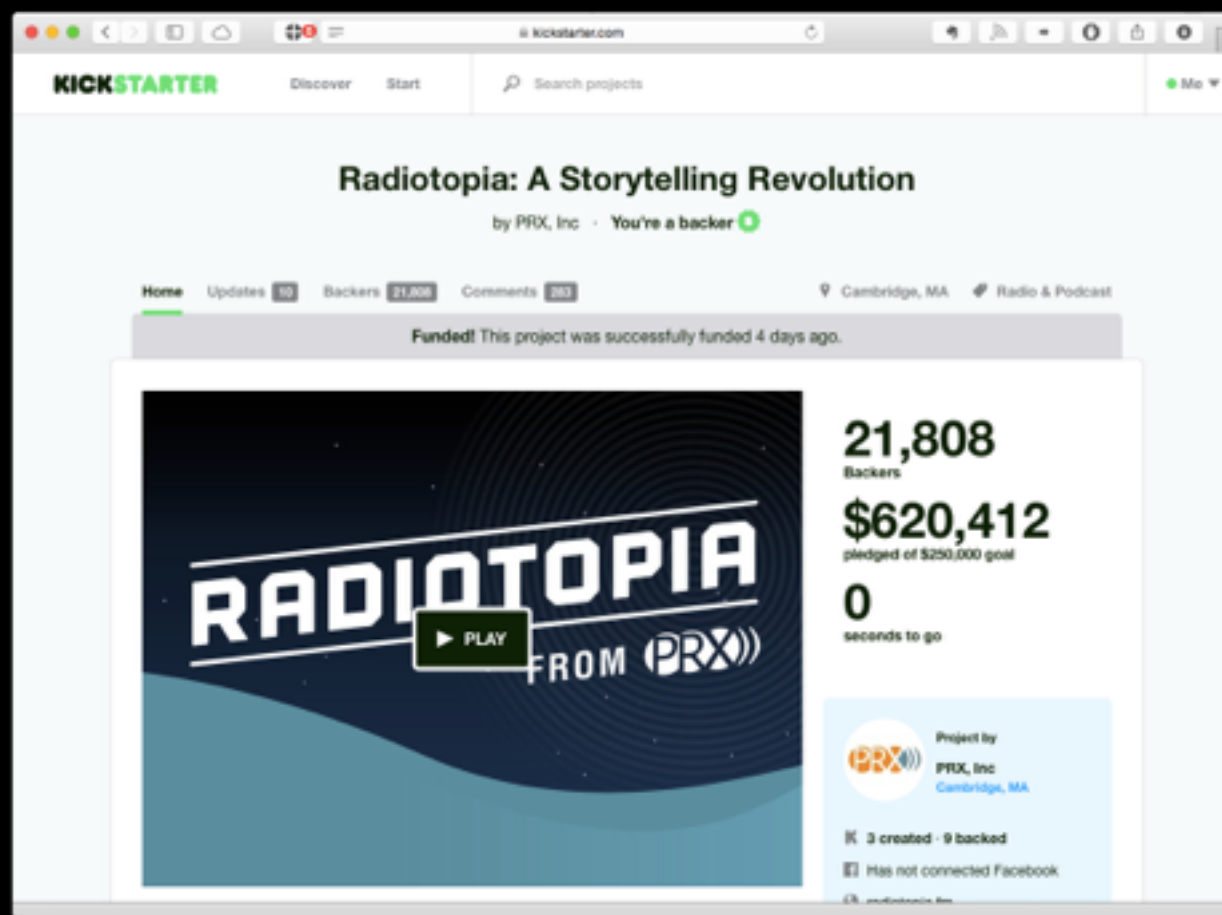 kickstarter.com
KICKSTARTER Discover Start Search projects Me
Radiotopia: A Storytelling Revolution
by PRX, Inc · You're a backer
Home Updates 10 Backers 21,808 Comments 283 Cambridge, MA Radio & Podcast
Funded! This project was successfully funded 4 days ago.
RADIOTOPIA
PLAY
FROM PRX
21,808
Backers
$620,412
pledged of $250,000 goal
0
seconds to go
PRX
Project by
PRX, Inc
Cambridge, MA
3 created · 9 backed
Has not connected Facebook
radiotopia.fm